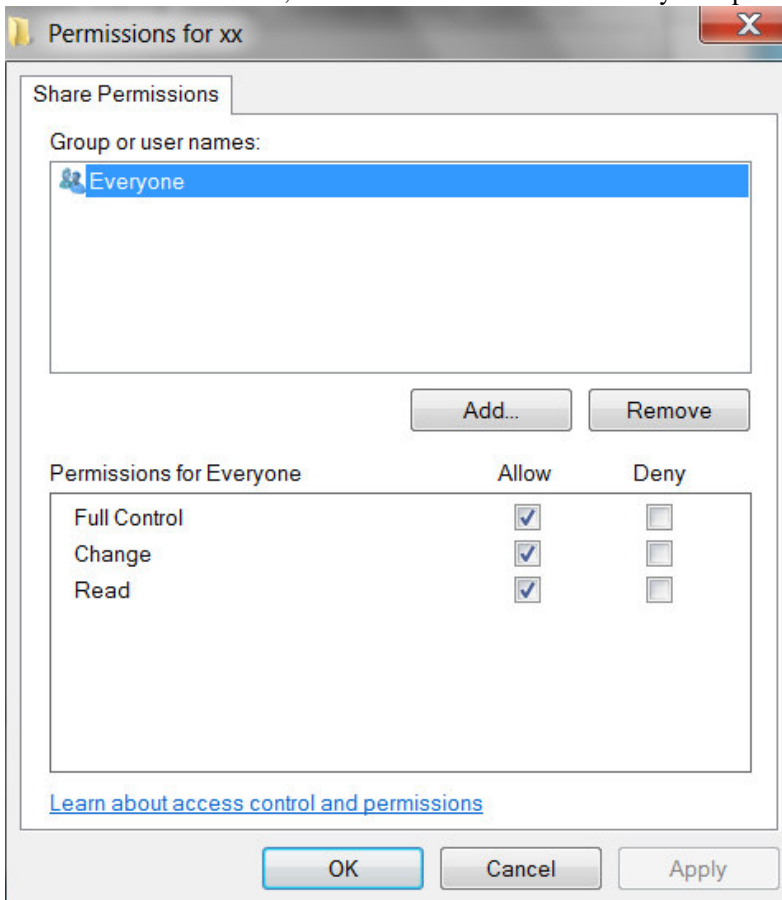 Permissions for xx
Share Permissions
Group or user names:
Everyone
Add... Remove
Permissions for Everyone Allow Deny
Full Control
Change
Read
Learn about access control and permissions
OK Cancel Apply